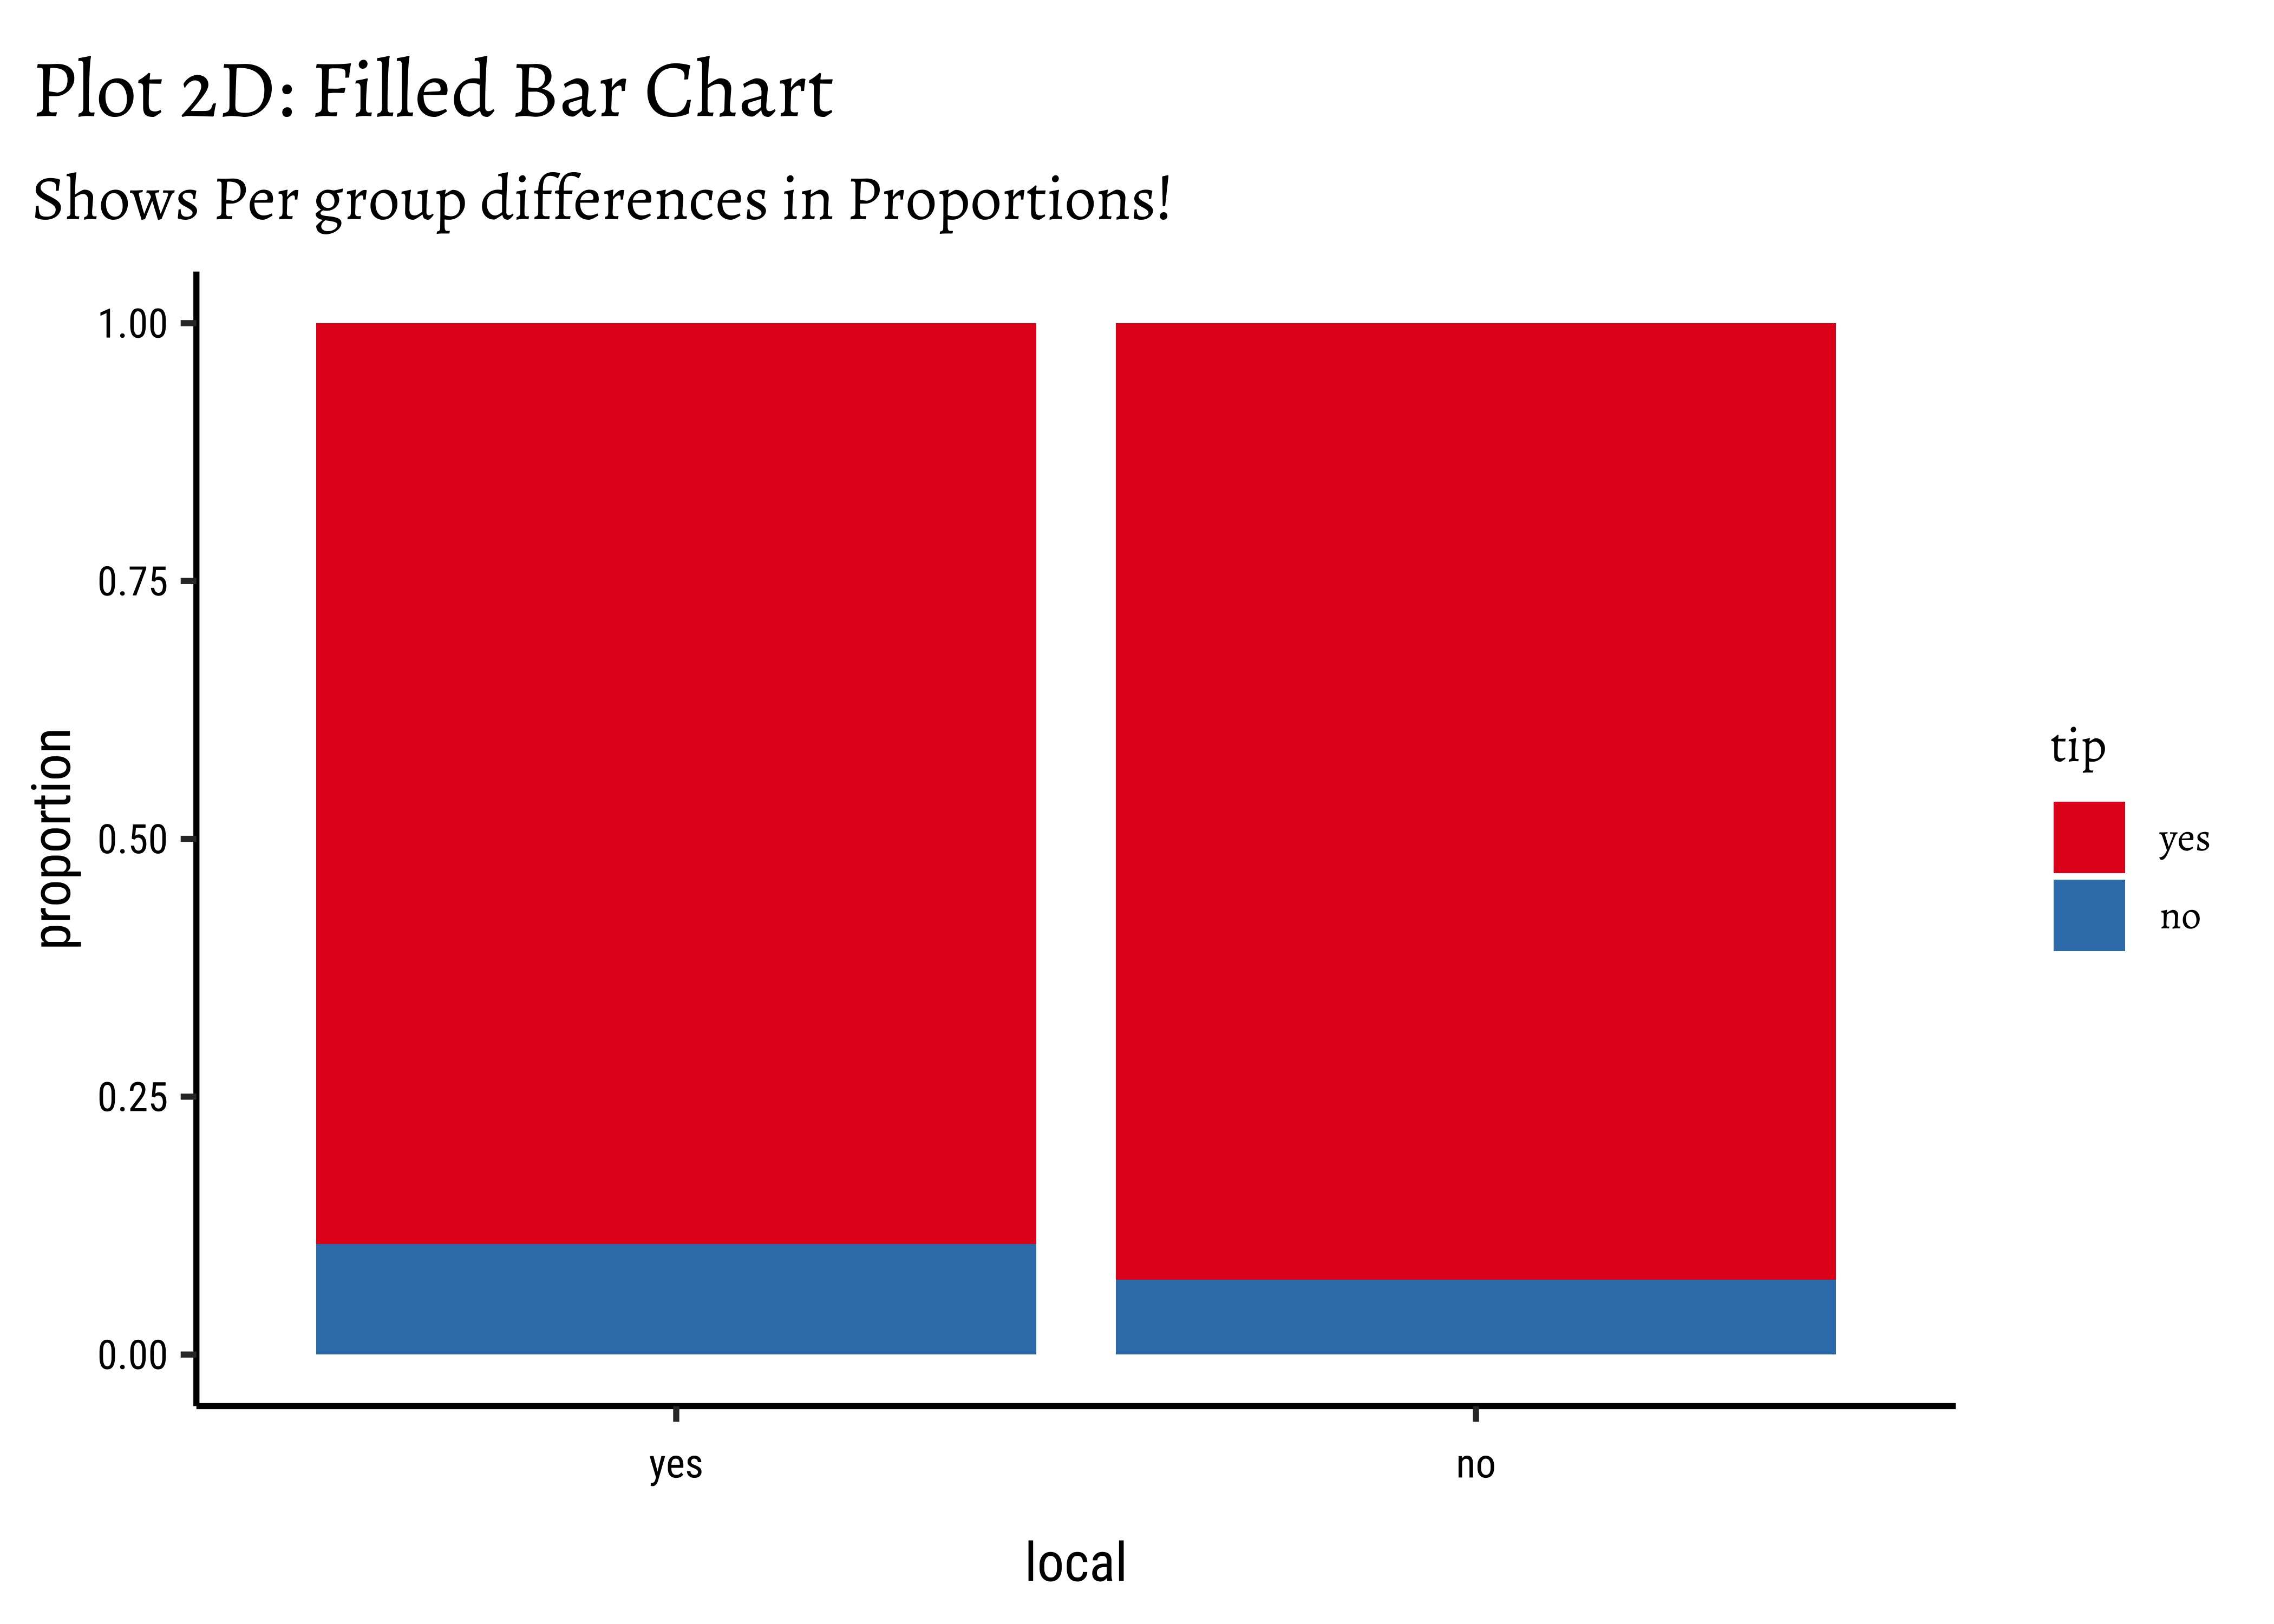 Plot 2D: Filled Bar Chart
Shows Per group differences in Proportions!
1.00
0.75
0.50
0.25
0.00
proportion
yes
no
local
tip
yes
no